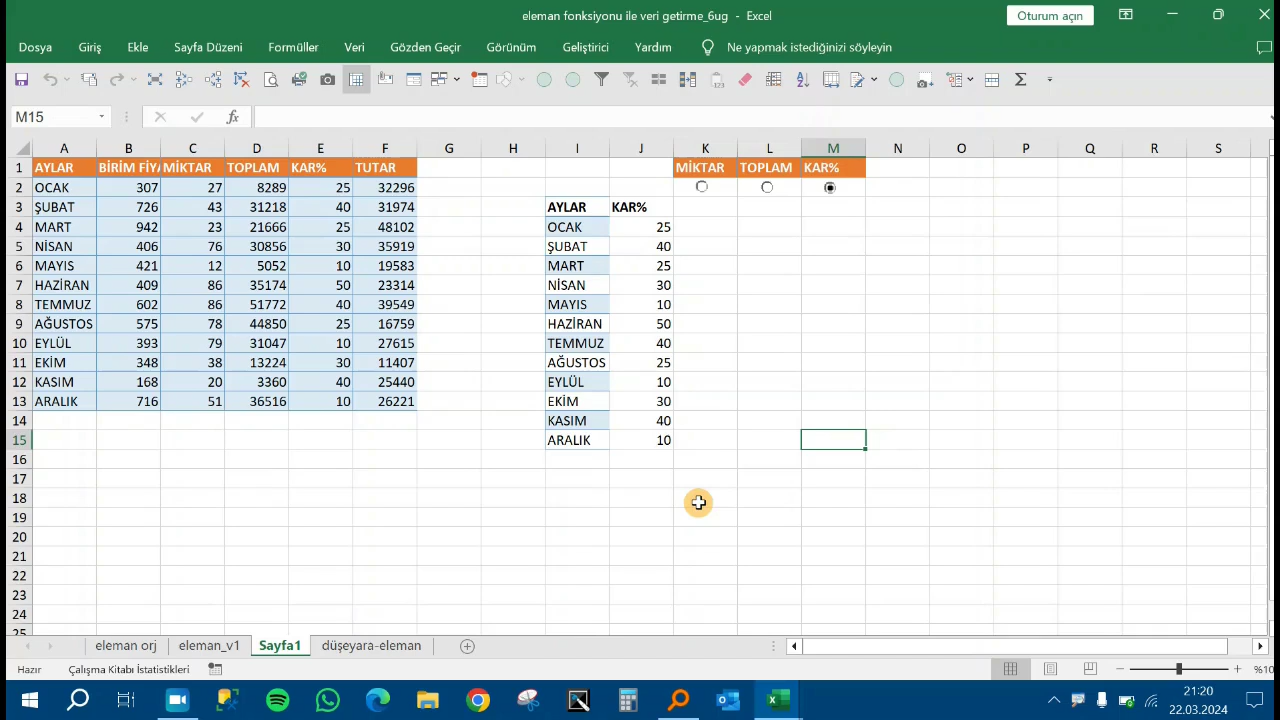 eleman fonksiyonu ile veri getirme_6ug - Excel
Oturum açın
Dosya Giriş Ekle Sayfa Düzeni Formüller Veri Gözden Geçir Görünüm Geliştirici Yardım Ne yapmak istediğinizi söyleyin
M15 fx
A B C D E F G H I J K L M N O P Q R S
1 AYLAR BİRİM FİYA MİKTAR TOPLAM KAR% TUTAR MİKTAR TOPLAM KAR%
2 OCAK 307 27 8289 25 32296
3 ŞUBAT 726 43 31218 40 31974 AYLAR KAR%
4 MART 942 23 21666 25 48102 OCAK 25
5 NİSAN 406 76 30856 30 35919 ŞUBAT 40
6 MAYIS 421 12 5052 10 19583 MART 25
7 HAZİRAN 409 86 35174 50 23314 NİSAN 30
8 TEMMUZ 602 86 51772 40 39549 MAYIS 10
9 AĞUSTOS 575 78 44850 25 16759 HAZİRAN 50
10 EYLÜL 393 79 31047 10 27615 TEMMUZ 40
11 EKİM 348 38 13224 30 11407 AĞUSTOS 25
12 KASIM 168 20 3360 40 25440 EYLÜL 10
13 ARALIK 716 51 36516 10 26221 EKİM 30
14 KASIM 40
15 ARALIK 10
16
17
18
19
20
21
22
23
24
25
eleman orj eleman_v1 Sayfa1 düşeyara-eleman
Hazır Çalışma Kitabı İstatistikleri %10
21:20
22.03.2024